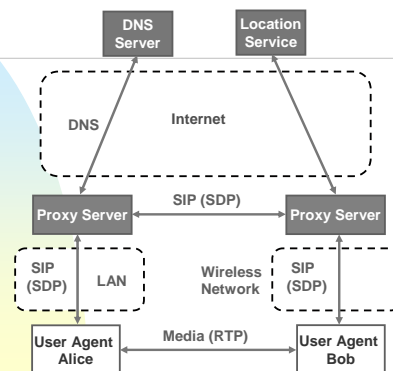 DNS
Server
Location
Service
DNS
Internet
SIP (SDP)
Proxy Server
Proxy Server
SIP
(SDP)
LAN
Wireless
Network
SIP
(SDP)
Media (RTP)
User Agent
Alice
User Agent
Bob